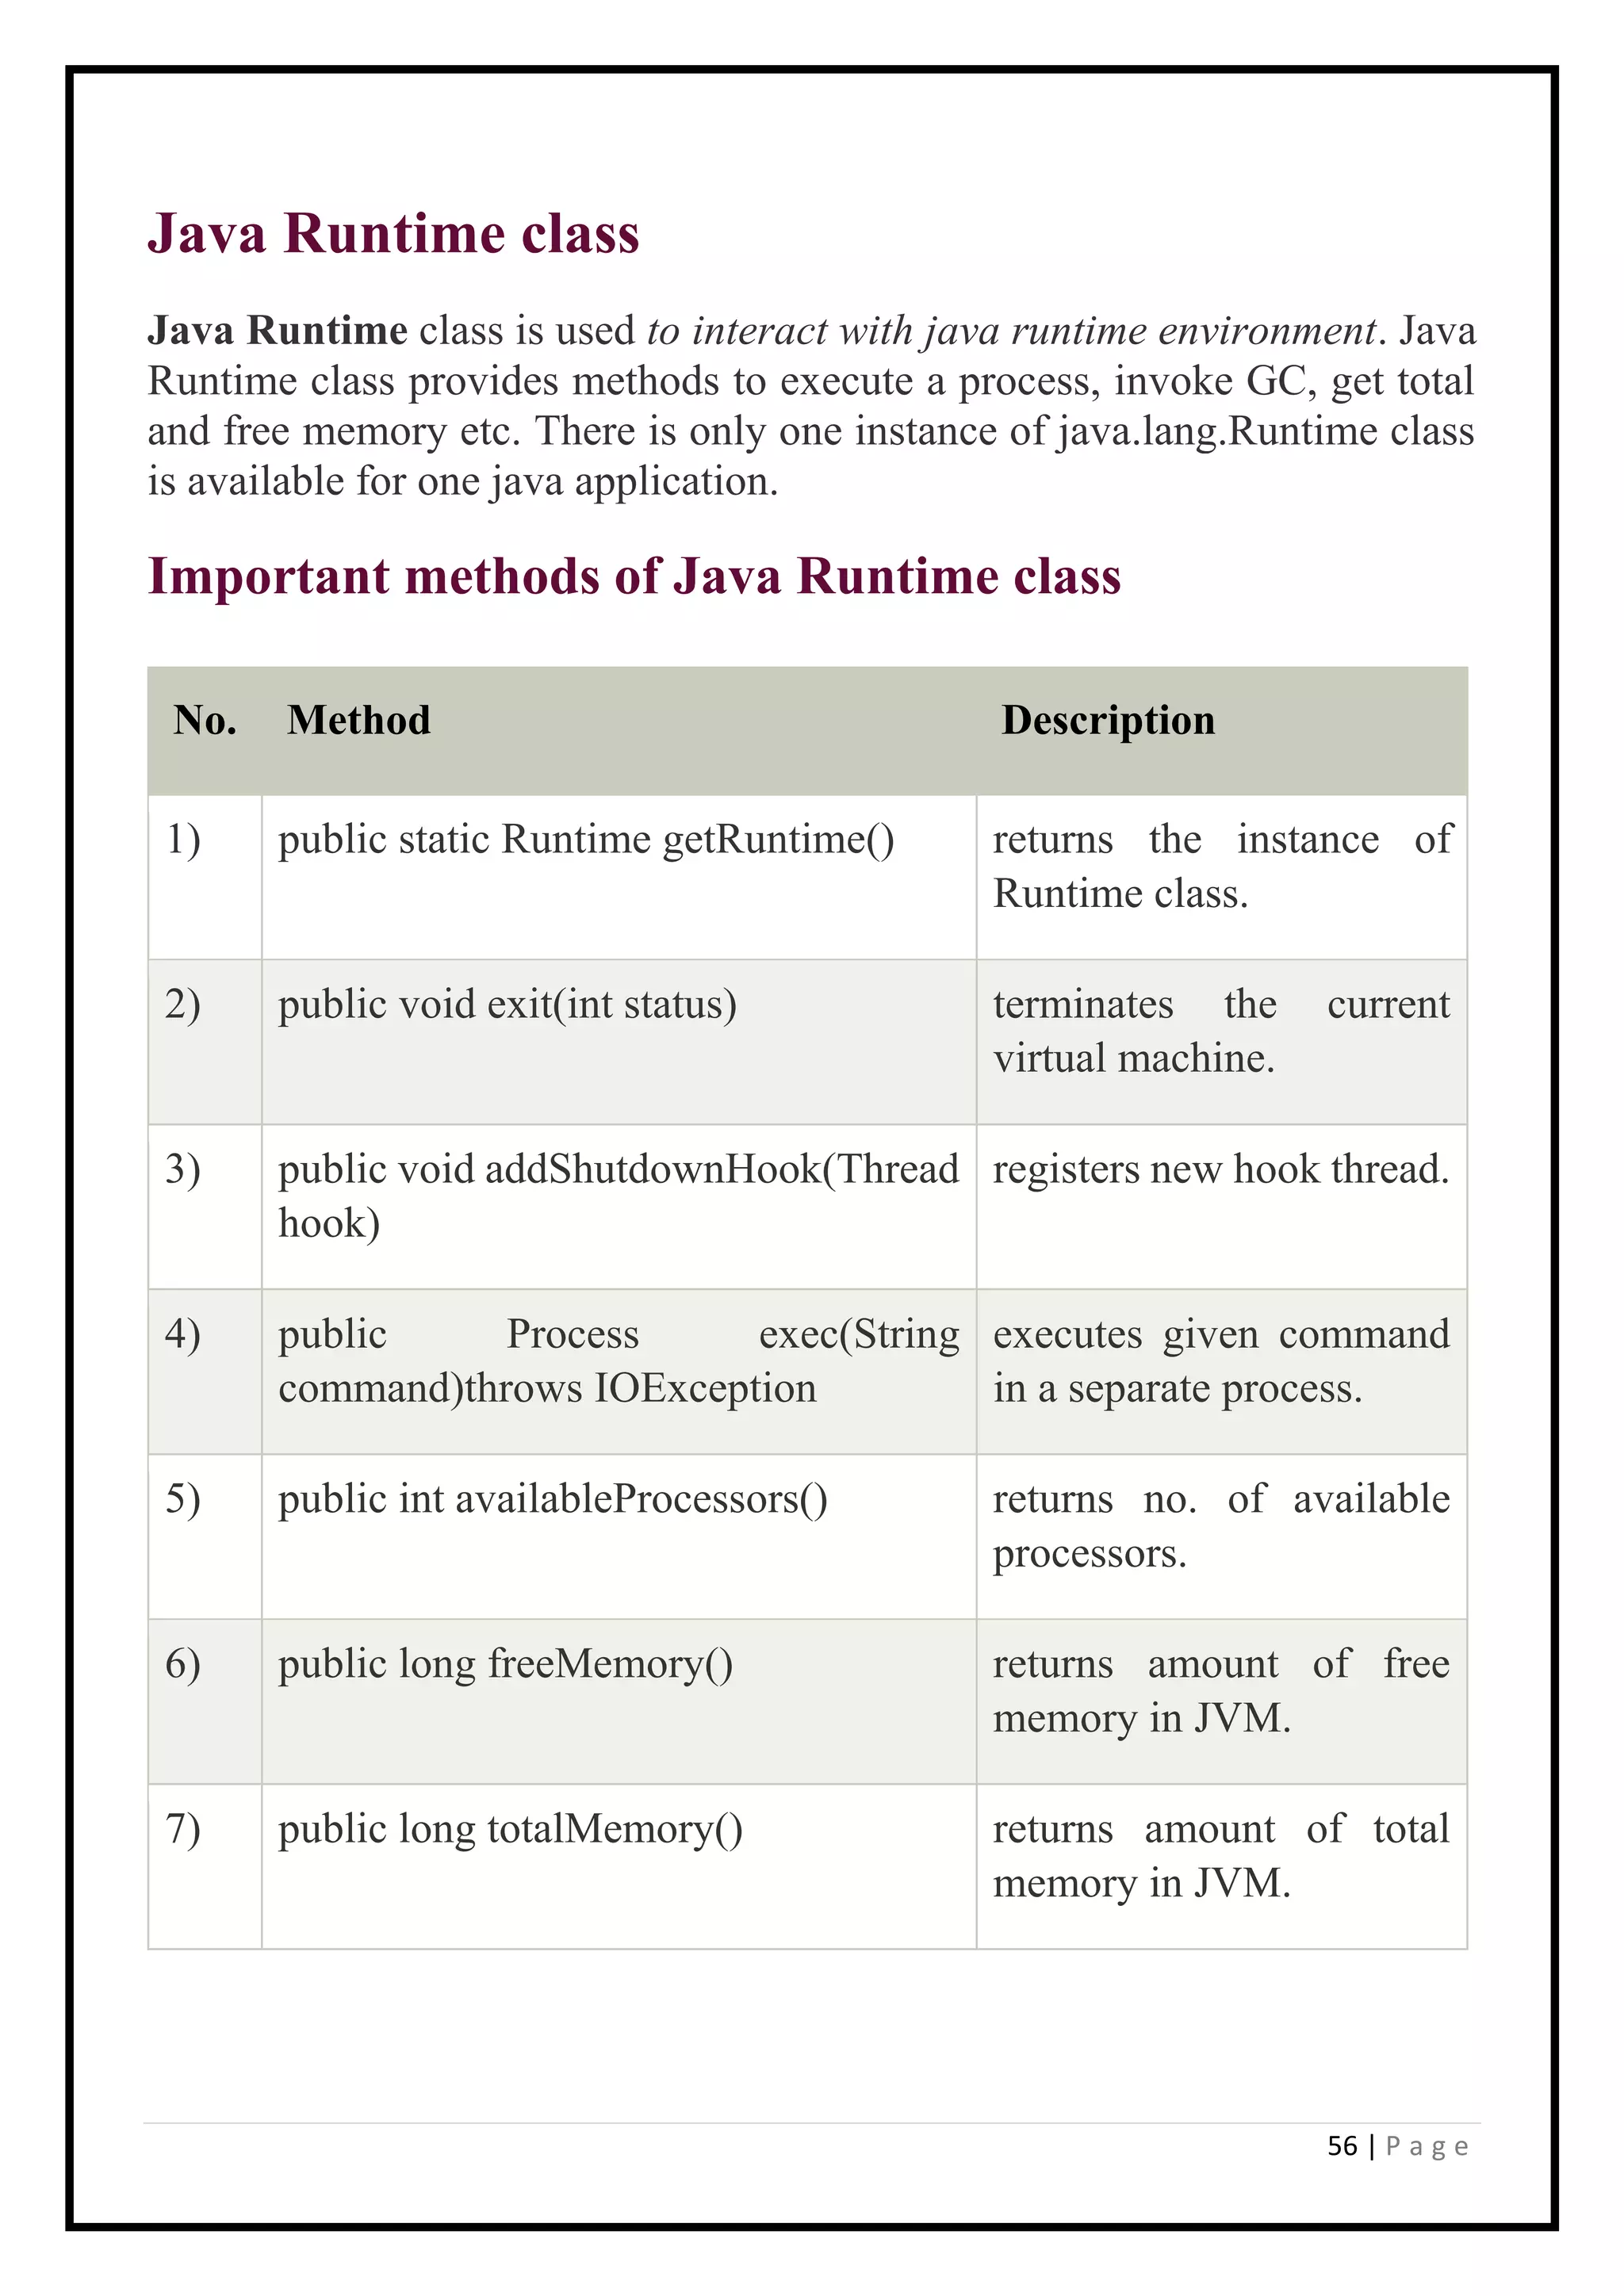 Java Runtime class
Java Runtime class is used to interact with java runtime environment. Java
Runtime class provides methods to execute a process, invoke GC, get total
and free memory etc. There is only one instance of java.lang.Runtime class
is available for one java application.
Important methods of Java Runtime class
No. Method Description
1) public static Runtime getRuntime() returns the instance of
Runtime class.
2) public void exit(int status) terminates the current
virtual machine.
3) public void addShutdownHook(Thread registers new hook thread.
hook)
4) public Process exec(String executes given command
command)throws IOException in a separate process.
5) public int availableProcessors() returns no. of available
processors.
6) public long freeMemory() returns amount of free
memory in JVM.
7) public long totalMemory() returns amount of total
memory in JVM.
56 | P a g e